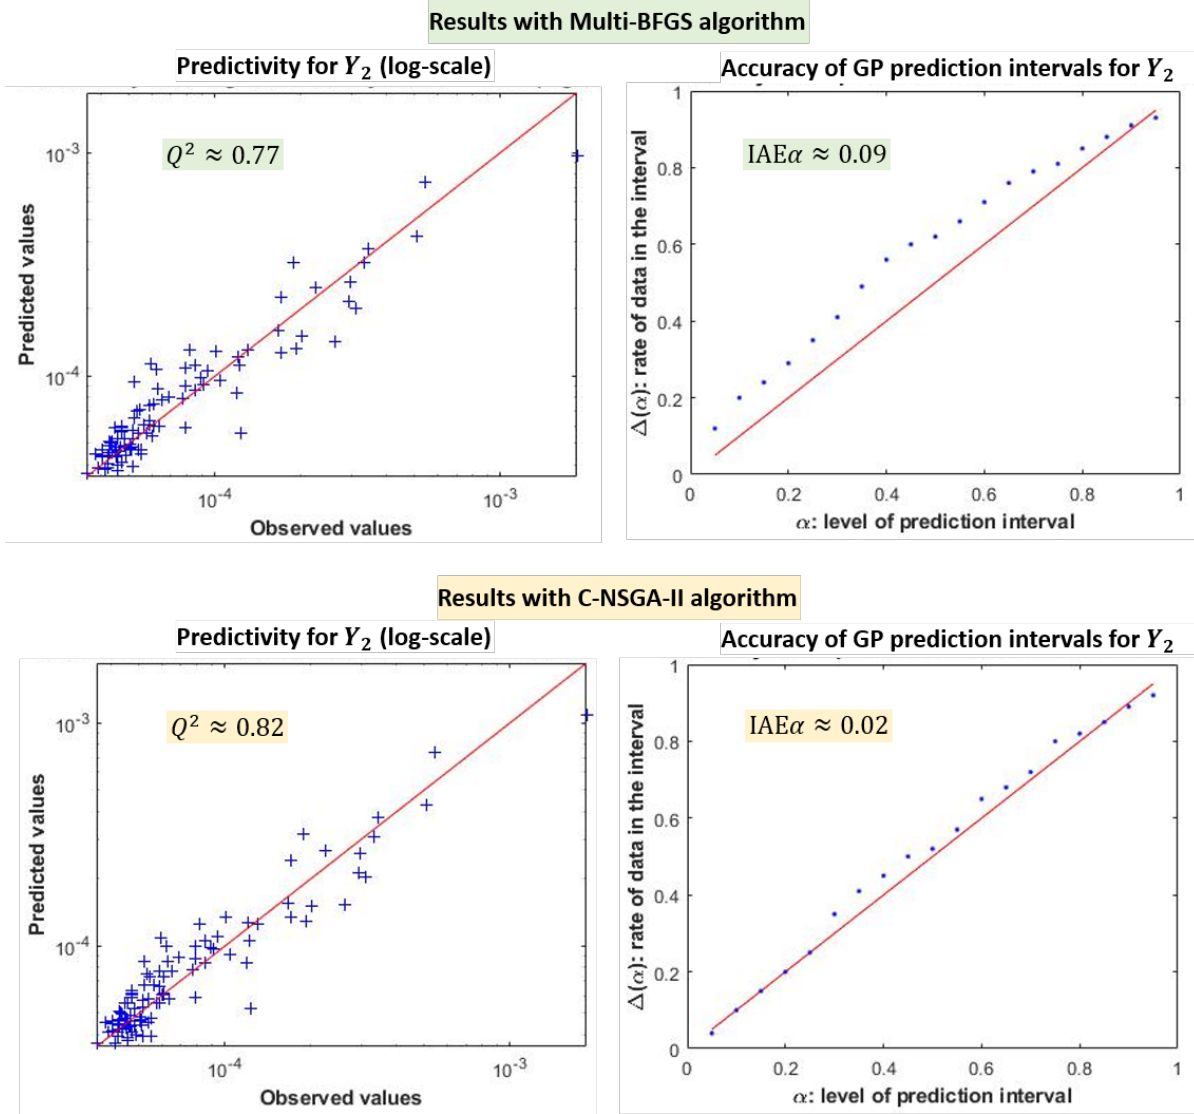 Results with Multi-BFGS algorithm
Predictivity for Y₂ (log-scale)
Q² ≈ 0.77
10⁻³
10⁻⁴
Predicted values
10⁻⁴ 10⁻³
Observed values
Accuracy of GP prediction intervals for Y₂
IAEα ≈ 0.09
1
0.8
0.6
0.4
0.2
0
Δ(α): rate of data in the interval
0 0.2 0.4 0.6 0.8 1
α: level of prediction interval
Results with C-NSGA-II algorithm
Predictivity for Y₂ (log-scale)
Q² ≈ 0.82
10⁻³
10⁻⁴
Predicted values
10⁻⁴ 10⁻³
Observed values
Accuracy of GP prediction intervals for Y₂
IAEα ≈ 0.02
1
0.8
0.6
0.4
0.2
0
Δ(α): rate of data in the interval
0 0.2 0.4 0.6 0.8 1
α: level of prediction interval